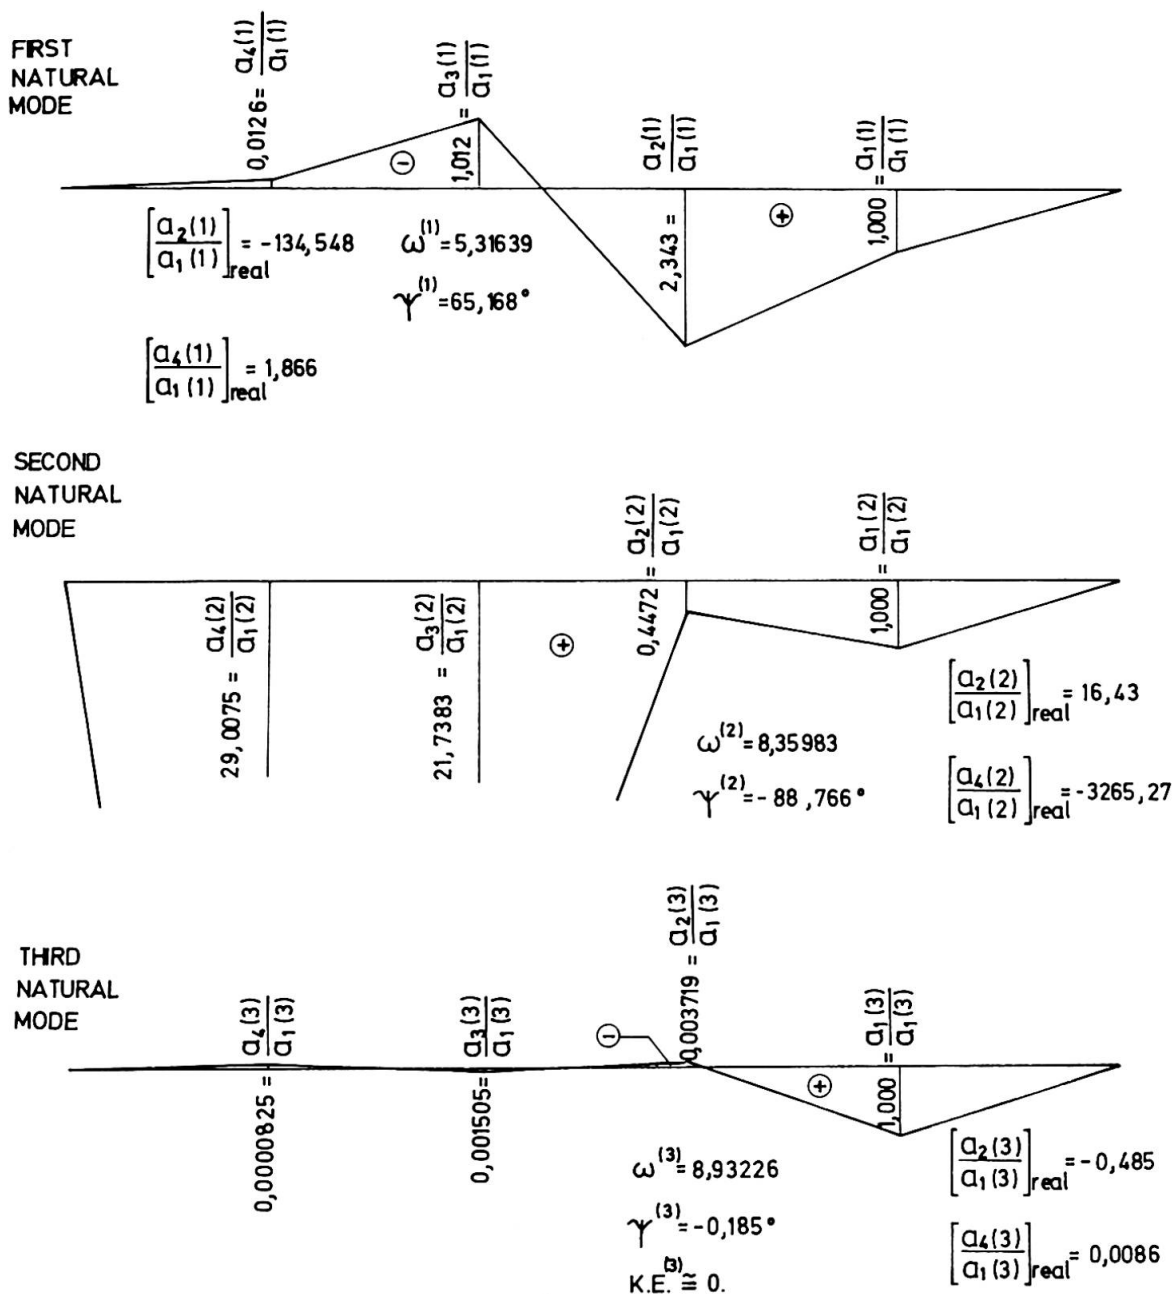 FIRST
NATURAL
MODE
0,0126 = a₄(1)/a₁(1)
1,012 = a₃(1)/a₁(1)
2,343 = a₂(1)/a₁(1)
1,000 = a₁(1)/a₁(1)
⊖
⊕
[a₂(1)/a₁(1)]real = -134,548
ω⁽¹⁾=5,31639
γ⁽¹⁾=65,168°
[a₄(1)/a₁(1)]real = 1,866
SECOND
NATURAL
MODE
29,0075 = a₄(2)/a₁(2)
21,7383 = a₃(2)/a₁(2)
0,4472 = a₂(2)/a₁(2)
1,000 = a₁(2)/a₁(2)
⊕
[a₂(2)/a₁(2)]real = 16,43
ω⁽²⁾=8,35983
γ⁽²⁾=-88,766°
[a₄(2)/a₁(2)]real = -3265,27
THIRD
NATURAL
MODE
0,0000825 = a₄(3)/a₁(3)
0,001505 = a₃(3)/a₁(3)
0,003719 = a₂(3)/a₁(3)
1,000 = a₁(3)/a₁(3)
⊖
⊕
ω⁽³⁾=8,93226
[a₂(3)/a₁(3)]real = -0,485
γ⁽³⁾=-0,185°
[a₄(3)/a₁(3)]real = 0,0086
K.E.⁽³⁾ ≅ 0.